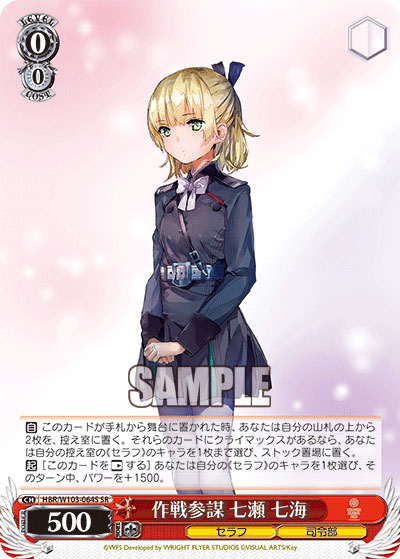 LEVEL
0
0
COST
SAMPLE
自 このカードが手札から舞台に置かれた時、あなたは自分の山札の上から
2枚を、控え室に置く。それらのカードにクライマックスがあるなら、あなた
は自分の控え室の《セラフ》のキャラを1枚まで選び、ストック置場に置く。
起 [このカードをする] あなたは自分の《セラフ》のキャラを1枚選び、そ
のターン中、パワーを+1500。
CH HBR/W103-064S SR
500
作戦参謀 七瀬 七海
セラフ 司令部
©WFS Developed by WRIGHT FLYER STUDIOS ©VISUAL ARTS/Key